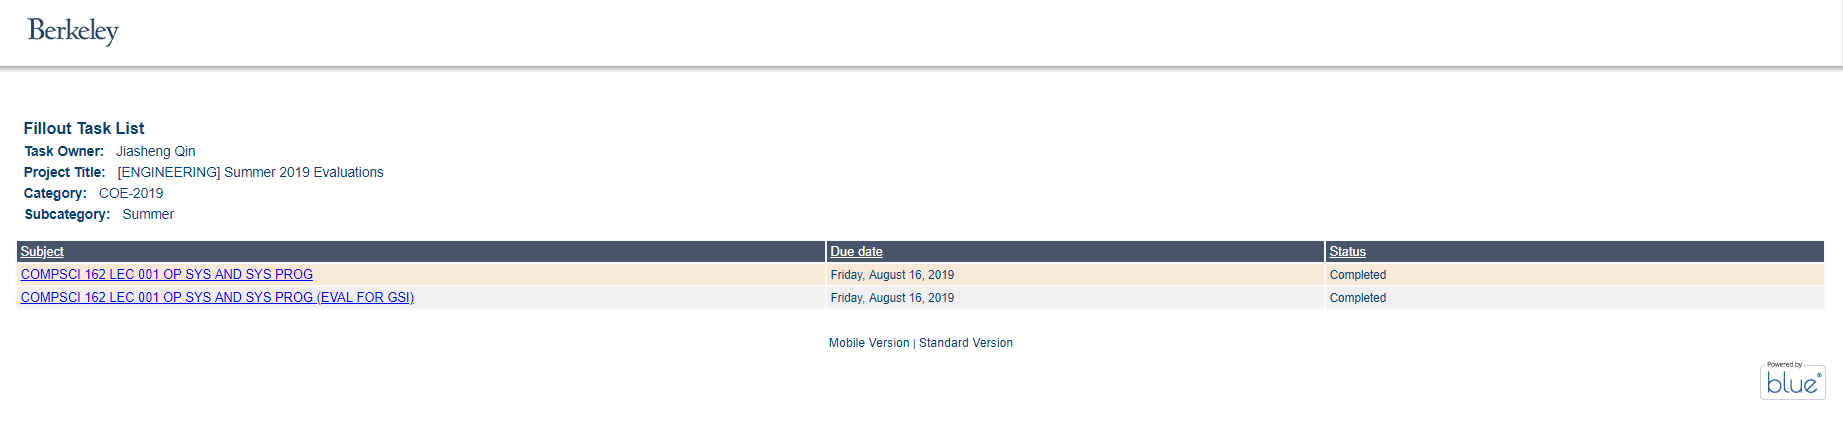 Berkeley
Fillout Task List
Task Owner: Jiasheng Qin
Project Title: [ENGINEERING] Summer 2019 Evaluations
Category: COE-2019
Subcategory: Summer
Subject Due date Status
COMPSCI 162 LEC 001 OP SYS AND SYS PROG Friday, August 16, 2019 Completed
COMPSCI 162 LEC 001 OP SYS AND SYS PROG (EVAL FOR GSI) Friday, August 16, 2019 Completed
Mobile Version | Standard Version
Powered by
blue®